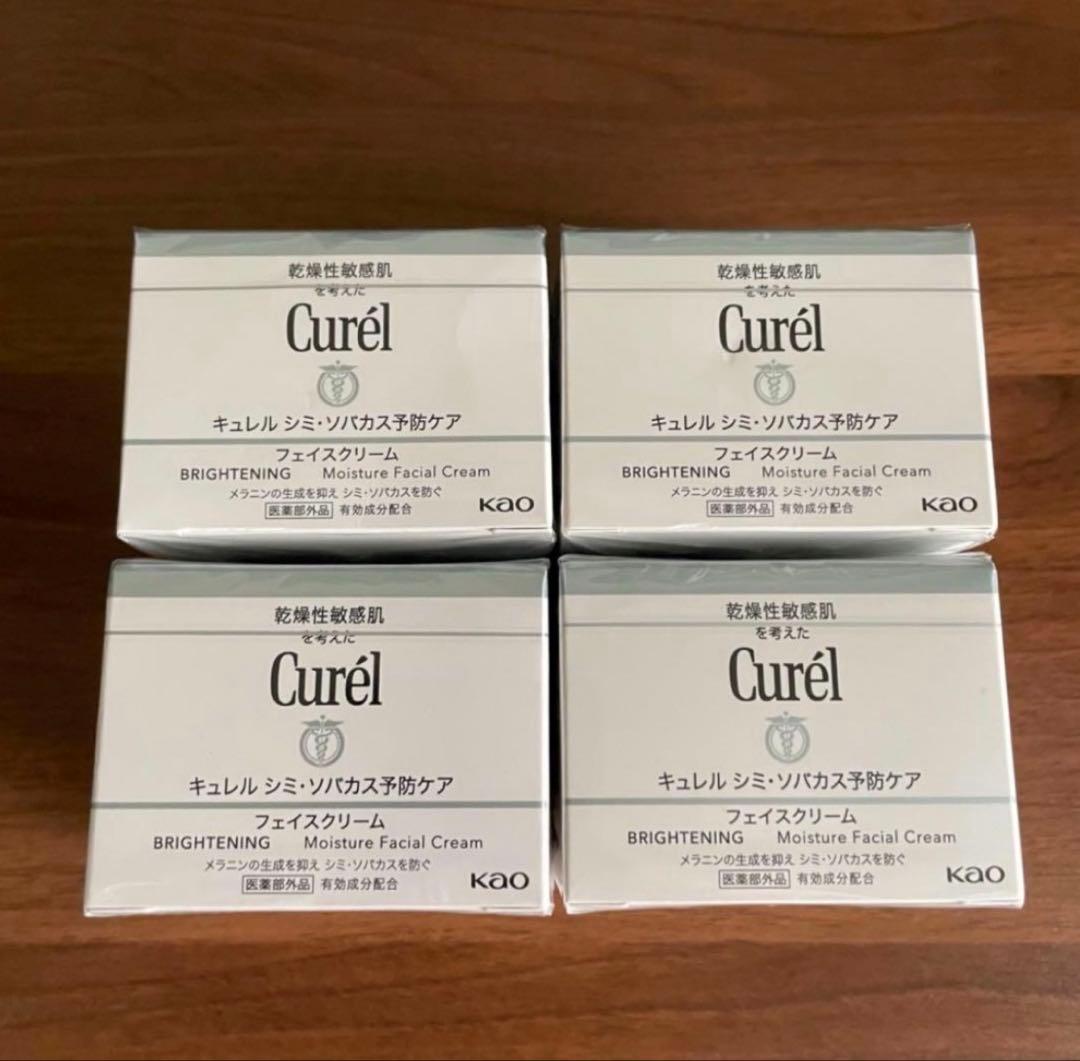 乾燥性敏感肌
を考えた
Curél
キュレル シミ・ソバカス予防ケア
フェイスクリーム
BRIGHTENING Moisture Facial Cream
メラニンの生成を抑え シミ・ソバカスを防ぐ
医薬部外品 有効成分配合
Kao
乾燥性敏感肌
を考えた
Curél
キュレル シミ・ソバカス予防ケア
フェイスクリーム
BRIGHTENING Moisture Facial Cream
メラニンの生成を抑え シミ・ソバカスを防ぐ
医薬部外品 有効成分配合
Kao
乾燥性敏感肌
を考えた
Curél
キュレル シミ・ソバカス予防ケア
フェイスクリーム
BRIGHTENING Moisture Facial Cream
メラニンの生成を抑え シミ・ソバカスを防ぐ
医薬部外品 有効成分配合
Kao
乾燥性敏感肌
を考えた
Curél
キュレル シミ・ソバカス予防ケア
フェイスクリーム
BRIGHTENING Moisture Facial Cream
メラニンの生成を抑え シミ・ソバカスを防ぐ
医薬部外品 有効成分配合
Kao